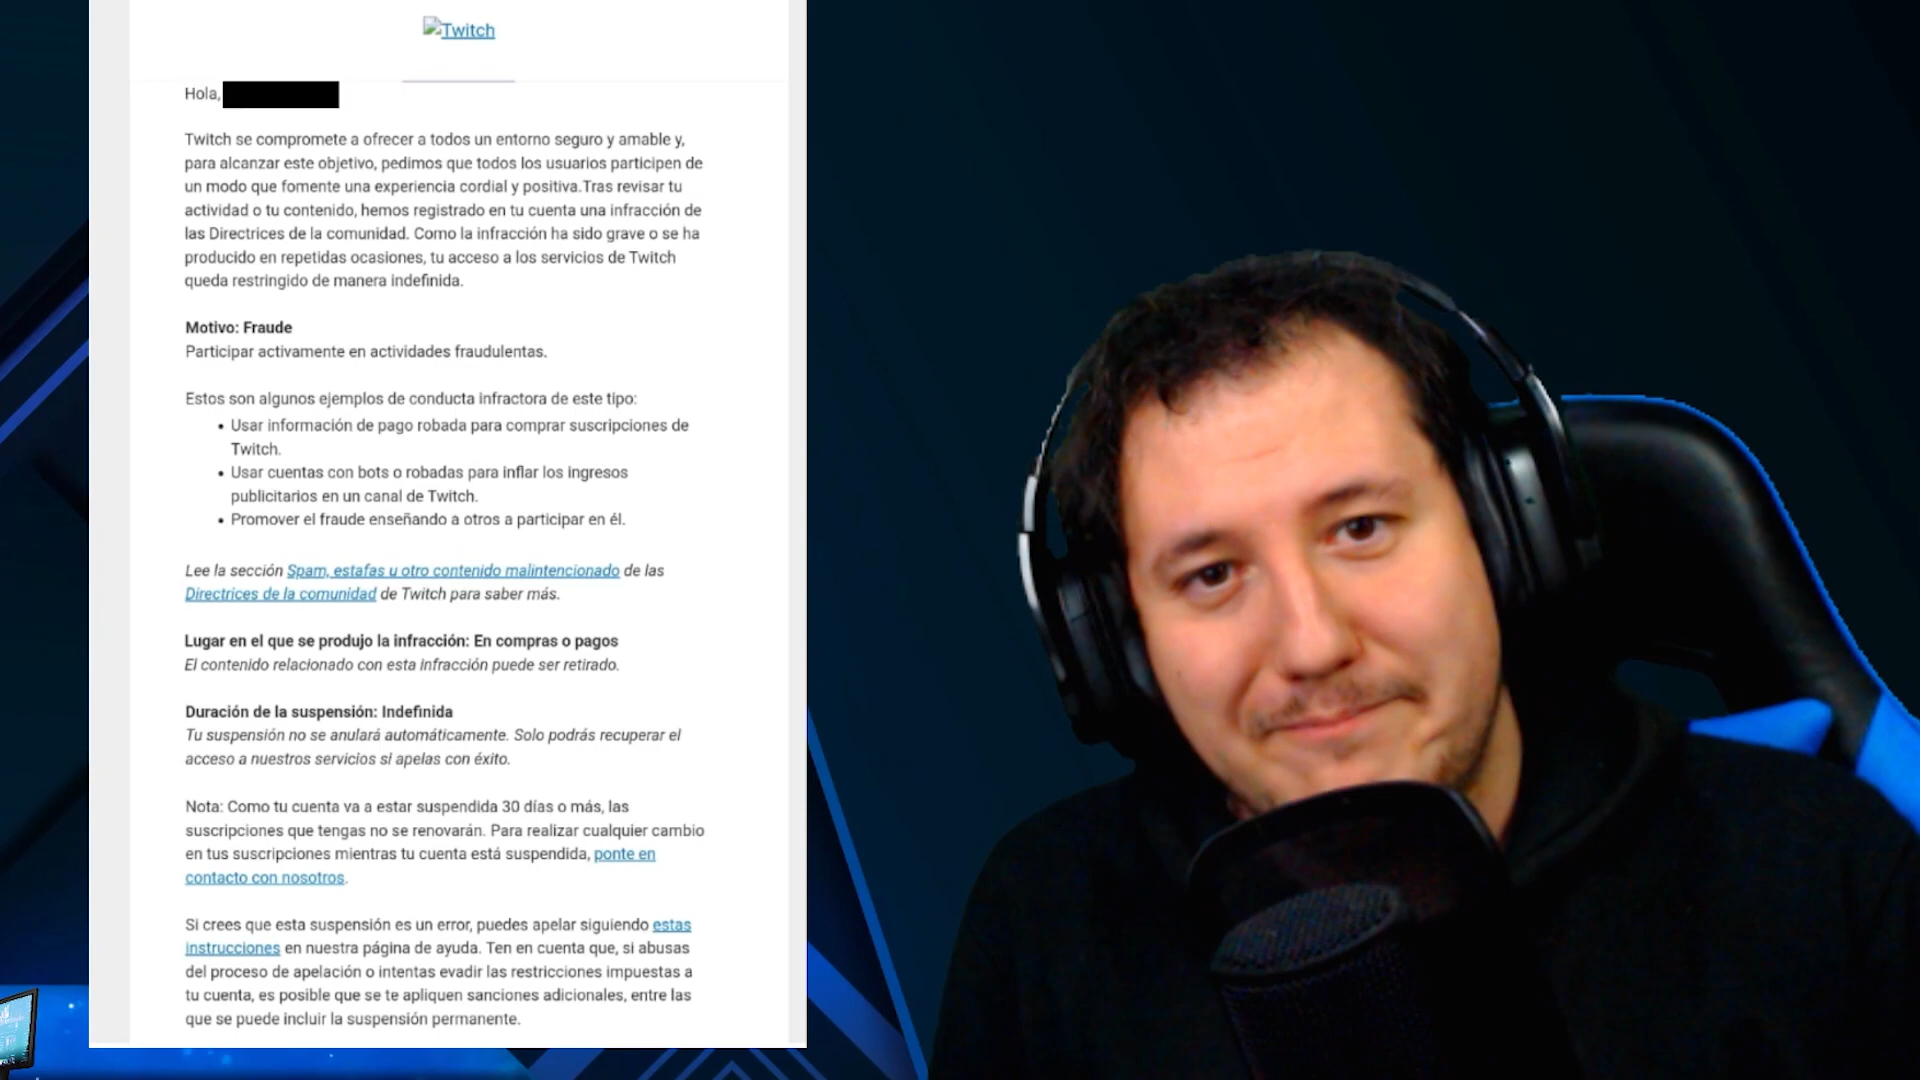 Twitch
Hola,
Twitch se compromete a ofrecer a todos un entorno seguro y amable y,
para alcanzar este objetivo, pedimos que todos los usuarios participen de
un modo que fomente una experiencia cordial y positiva.Tras revisar tu
actividad o tu contenido, hemos registrado en tu cuenta una infracción de
las Directrices de la comunidad. Como la infracción ha sido grave o se ha
producido en repetidas ocasiones, tu acceso a los servicios de Twitch
queda restringido de manera indefinida.
Motivo: Fraude
Participar activamente en actividades fraudulentas.
Estos son algunos ejemplos de conducta infractora de este tipo:
• Usar información de pago robada para comprar suscripciones de
Twitch.
• Usar cuentas con bots o robadas para inflar los ingresos
publicitarios en un canal de Twitch.
• Promover el fraude enseñando a otros a participar en él.
Lee la sección Spam, estafas u otro contenido malintencionado de las
Directrices de la comunidad de Twitch para saber más.
Lugar en el que se produjo la infracción: En compras o pagos
El contenido relacionado con esta infracción puede ser retirado.
Duración de la suspensión: Indefinida
Tu suspensión no se anulará automáticamente. Solo podrás recuperar el
acceso a nuestros servicios si apelas con éxito.
Nota: Como tu cuenta va a estar suspendida 30 días o más, las
suscripciones que tengas no se renovarán. Para realizar cualquier cambio
en tus suscripciones mientras tu cuenta está suspendida, ponte en
contacto con nosotros.
Si crees que esta suspensión es un error, puedes apelar siguiendo estas
instrucciones en nuestra página de ayuda. Ten en cuenta que, si abusas
del proceso de apelación o intentas evadir las restricciones impuestas a
tu cuenta, es posible que se te apliquen sanciones adicionales, entre las
que se puede incluir la suspensión permanente.